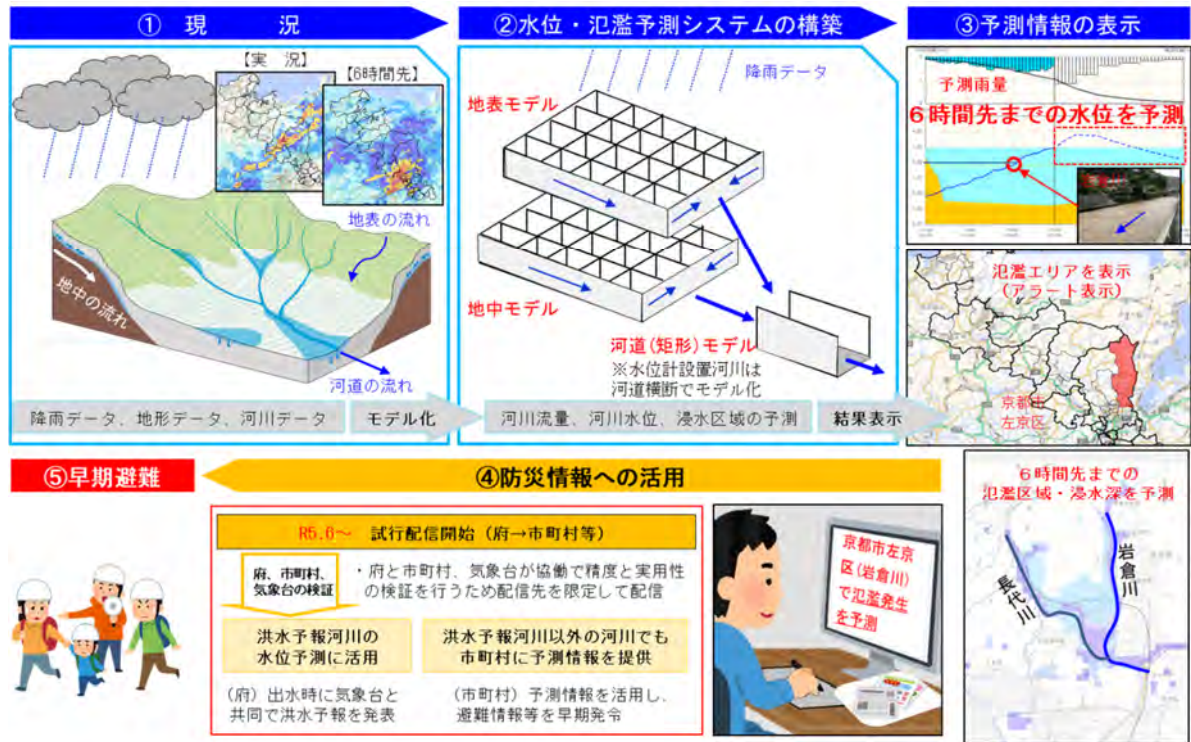 ① 現 況
【実 況】
【6時間先】
地表の流れ
地中の流れ
河道の流れ
降雨データ、地形データ、河川データ
モデル化
②水位・氾濫予測システムの構築
降雨データ
地表モデル
地中モデル
河道(矩形)モデル
※水位計設置河川は
河道横断でモデル化
河川流量、河川水位、浸水区域の予測
結果表示
③予測情報の表示
予測雨量
6時間先までの水位を予測
氾濫エリアを表示
(アラート表示)
京都市
左京区
6時間先までの
氾濫区域・浸水深を予測
岩倉川
長代川
④防災情報への活用
R5.6~ 試行配信開始(府→市町村等)
府、市町村、
気象台の検証
・府と市町村、気象台が協働で精度と実用性
の検証を行うため配信先を限定して配信
洪水予報河川の
水位予測に活用
洪水予報河川以外の河川でも
市町村に予測情報を提供
(府)出水時に気象台と
共同で洪水予報を発表
(市町村)予測情報を活用し、
避難情報等を早期発令
京都市左京
区(岩倉川)
で氾濫発生
を予測
⑤早期避難